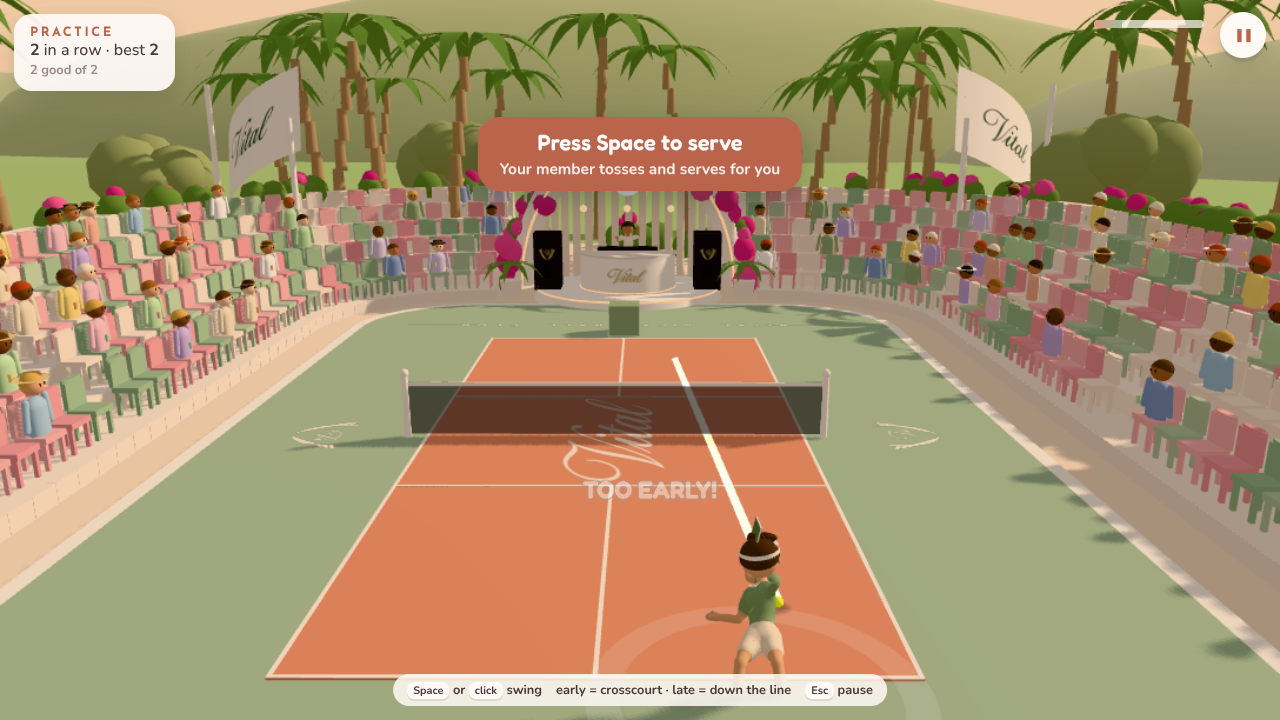 PRACTICE
2 in a row · best 2
2 good of 2
Vital
Vital
Press Space to serve
Your member tosses and serves for you
Vital
Vital
TOO EARLY!
Space or click swing early = crosscourt · late = down the line Esc pause